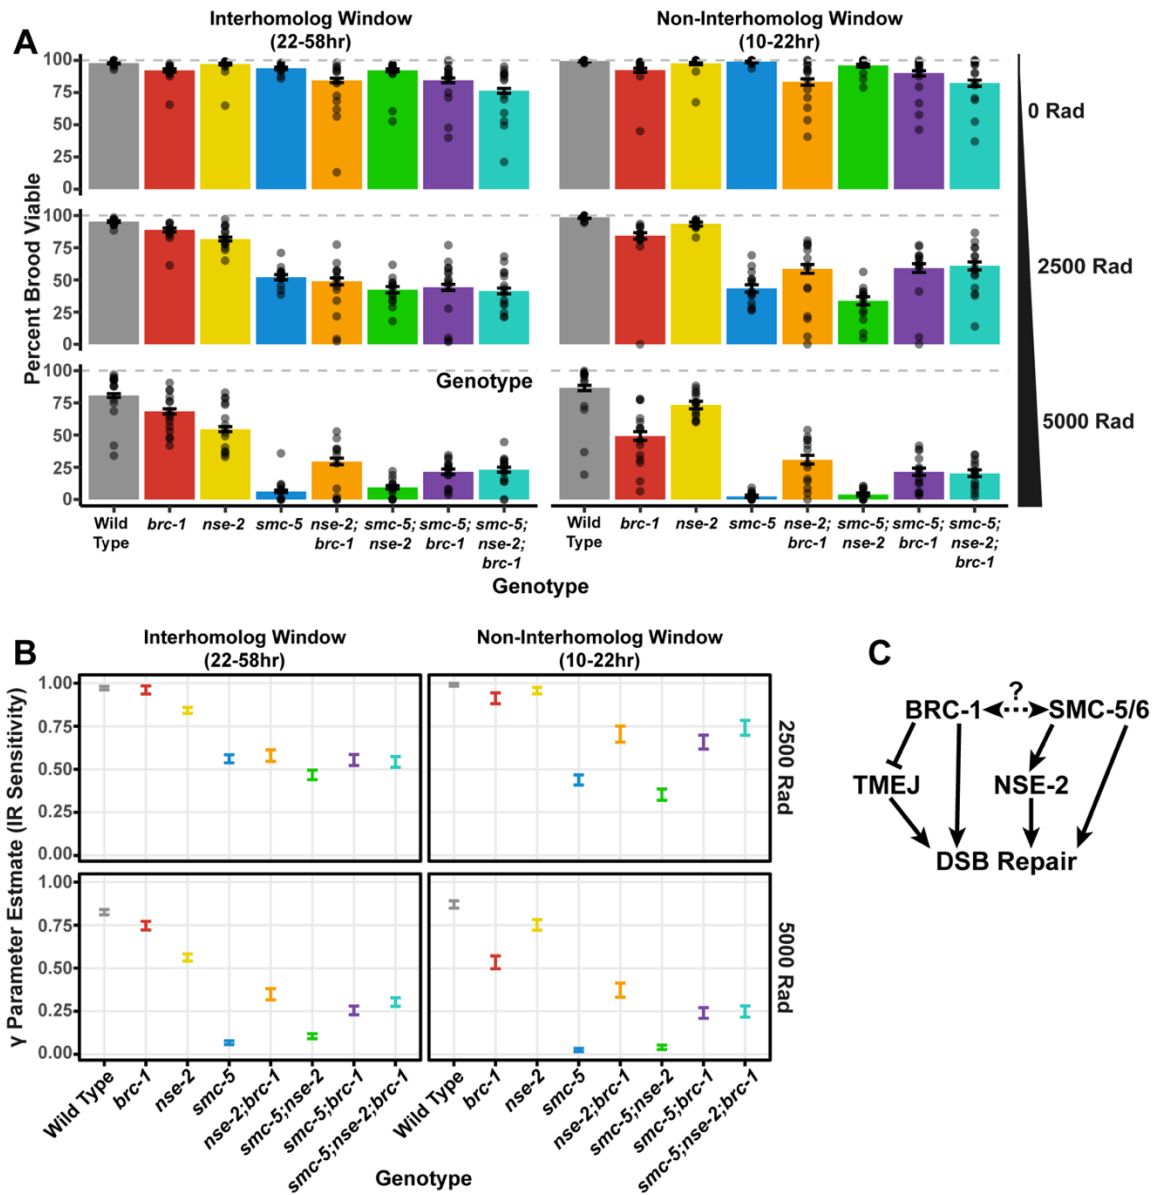 A
Interhomolog Window
(22-58hr)
Non-Interhomolog Window
(10-22hr)
Percent Brood Viable
100
75
50
25
0
100
75
50
25
0
100
75
50
25
0
0 Rad
2500 Rad
5000 Rad
Genotype
Wild
Type
brc-1
nse-2
smc-5
nse-2;
brc-1
smc-5;
nse-2
smc-5;
brc-1
smc-5;
nse-2;
brc-1
Wild
Type
brc-1
nse-2
smc-5
nse-2;
brc-1
smc-5;
nse-2
smc-5;
brc-1
smc-5;
nse-2;
brc-1
Genotype
B
Interhomolog Window
(22-58hr)
Non-Interhomolog Window
(10-22hr)
γ Parameter Estmate (IR Sensitivity)
1.00
0.75
0.50
0.25
0.00
1.00
0.75
0.50
0.25
0.00
2500 Rad
5000 Rad
Wild Type
brc-1
nse-2
smc-5
nse-2;brc-1
smc-5;nse-2
smc-5;brc-1
smc-5;nse-2;brc-1
Wild Type
brc-1
nse-2
smc-5
nse-2;brc-1
smc-5;nse-2
smc-5;brc-1
smc-5;nse-2;brc-1
Genotype
C
?
BRC-1 SMC-5/6
TMEJ NSE-2
DSB Repair